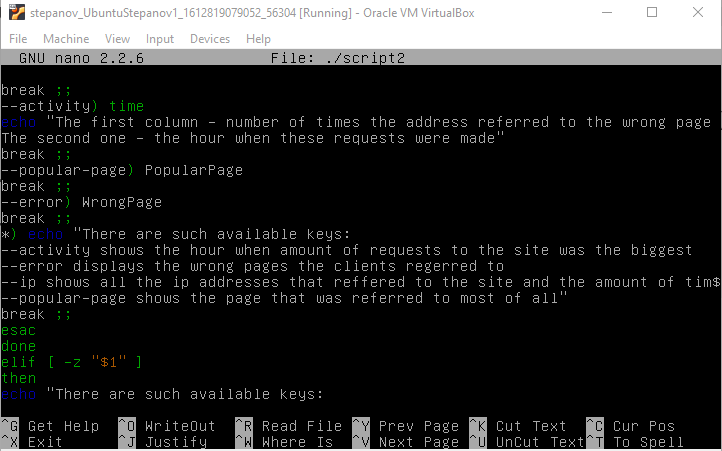 stepanov_UbuntuStepanov1_1612819079052_56304 [Running] - Oracle VM VirtualBox
File Machine View Input Devices Help
GNU nano 2.2.6 File: ./script2
break ;;
--activity) time
echo "The first column - number of times the address referred to the wrong page
The second one - the hour when these requests were made"
break ;;
--popular-page) PopularPage
break ;;
--error) WrongPage
break ;;
*) echo "There are such available keys:
--activity shows the hour when amount of requests to the site was the biggest
--error displays the wrong pages the clients regerred to
--ip shows all the ip addresses that reffered to the site and the amount of tim$
--popular-page shows the page that was referred to most of all"
break ;;
esac
done
elif [ -z "$1" ]
then
echo "There are such available keys:
^G Get Help ^O WriteOut ^R Read File ^Y Prev Page ^K Cut Text ^C Cur Pos
^X Exit ^J Justify ^W Where Is ^V Next Page ^U UnCut Text ^T To Spell